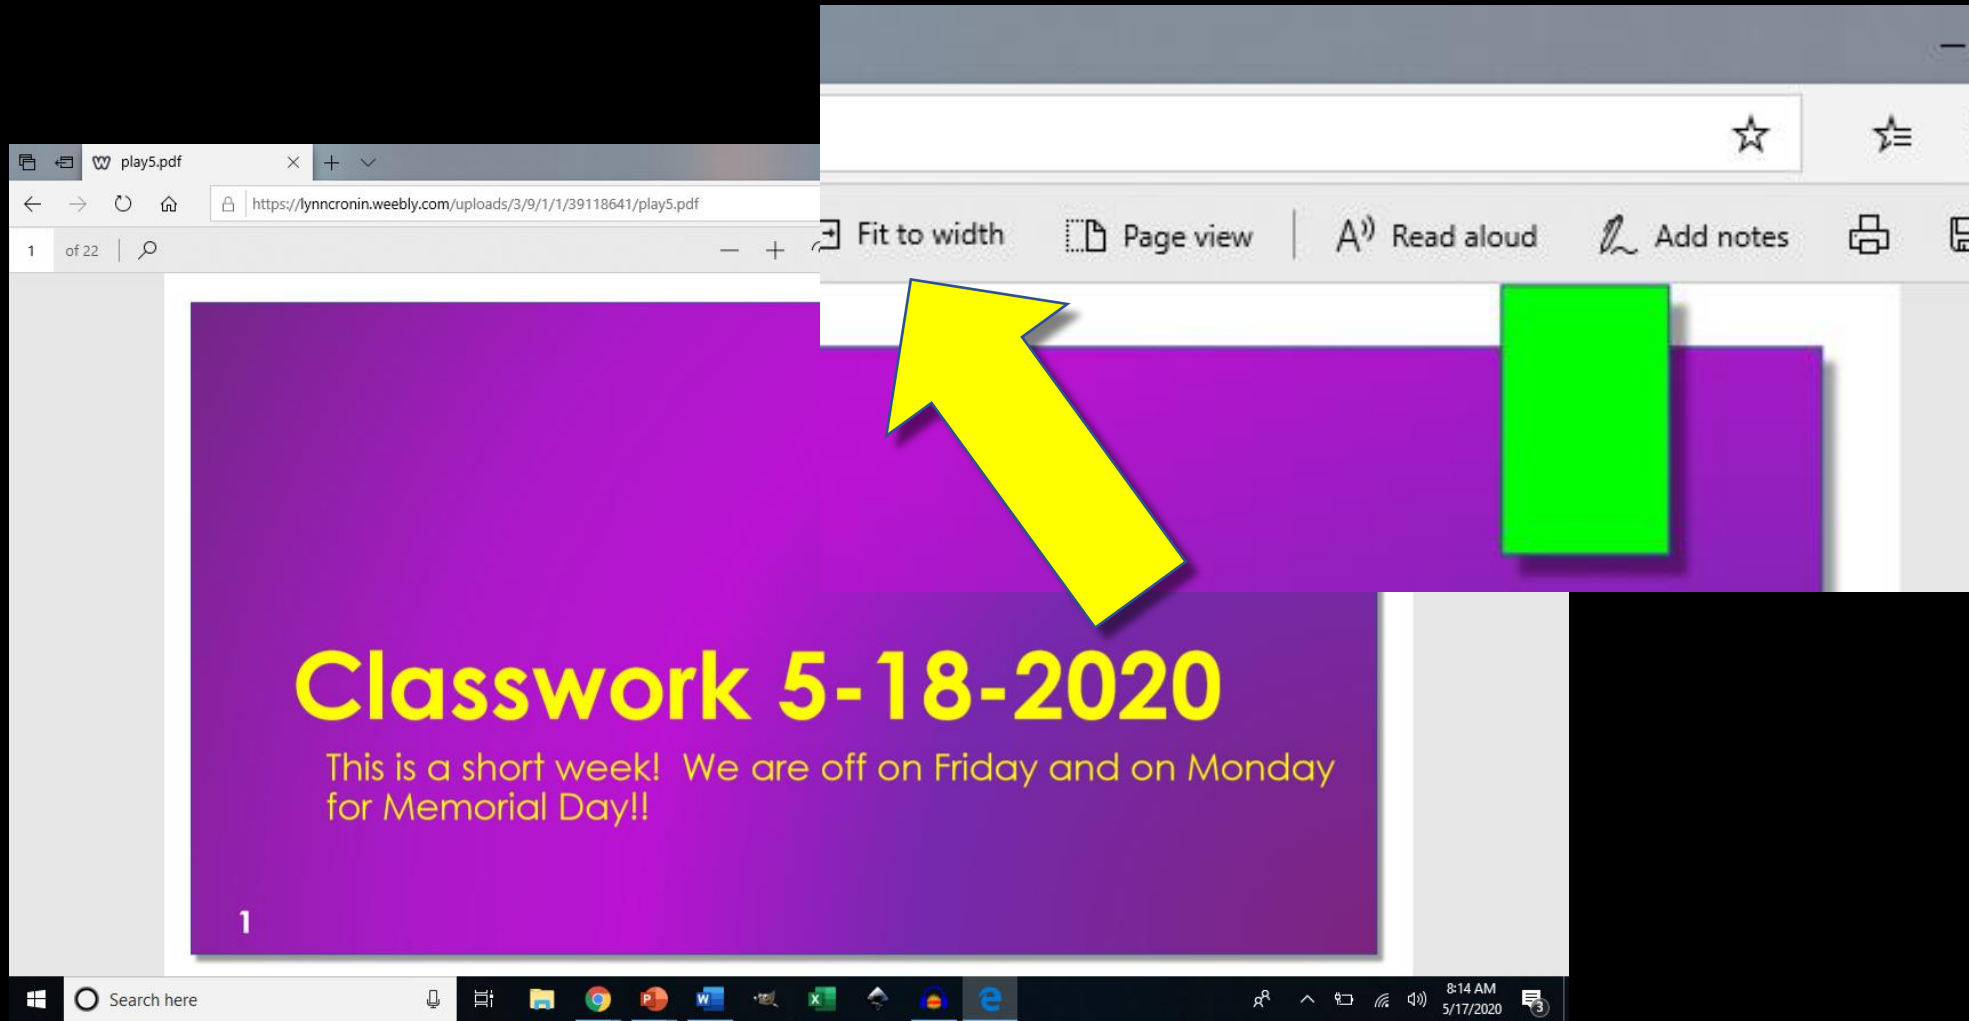 play5.pdf
https://lynncronin.weebly.com/uploads/3/9/1/1/39118641/play5.pdf
1 of 22
Fit to width Page view A Read aloud Add notes
Classwork 5-18-2020
This is a short week! We are off on Friday and on Monday
for Memorial Day!!
1
Search here
8:14 AM
5/17/2020
3